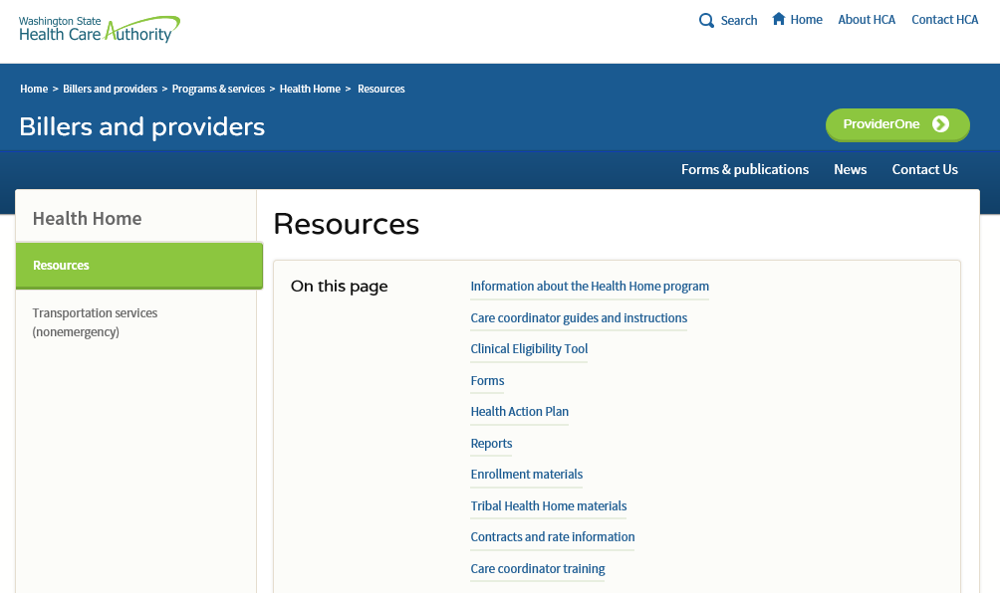 Washington State
Health Care Authority
Search Home About HCA Contact HCA
Home > Billers and providers > Programs & services > Health Home > Resources
Billers and providers
ProviderOne
Forms & publications News Contact Us
Health Home
Resources
Transportation services
(nonemergency)
Resources
On this page
Information about the Health Home program
Care coordinator guides and instructions
Clinical Eligibility Tool
Forms
Health Action Plan
Reports
Enrollment materials
Tribal Health Home materials
Contracts and rate information
Care coordinator training